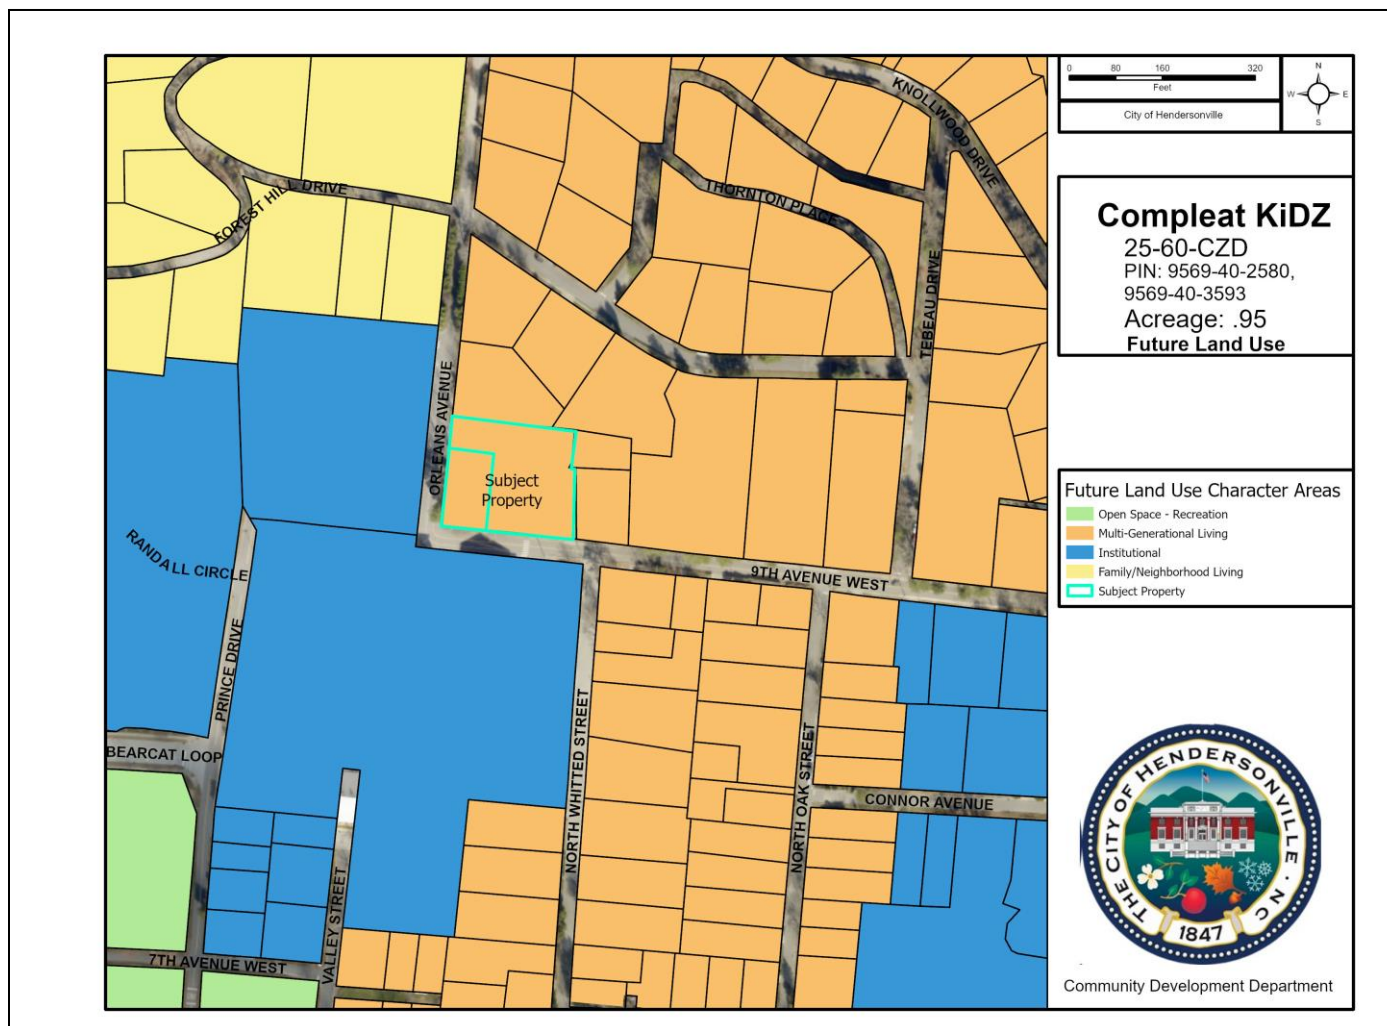 0 80 160 320
Feet
City of Hendersonville
N
W E
S
Compleat KiDZ
25-60-CZD
PIN: 9569-40-2580,
9569-40-3593
Acreage: .95
Future Land Use
Future Land Use Character Areas
Open Space - Recreation
Multi-Generational Living
Institutional
Family/Neighborhood Living
Subject Property
KNOLLWOOD DRIVE
THORNTON PLACE
FOREST HILL DRIVE
TEBEAU DRIVE
ORLEANS AVENUE
Subject
Property
RANDALL CIRCLE
9TH AVENUE WEST
PRINCE DRIVE
BEARCAT LOOP
NORTH WHITTED STREET
NORTH OAK STREET
CONNOR AVENUE
VALLEY STREET
7TH AVENUE WEST
THE CITY OF HENDERSONVILLE · NC
1847
Community Development Department